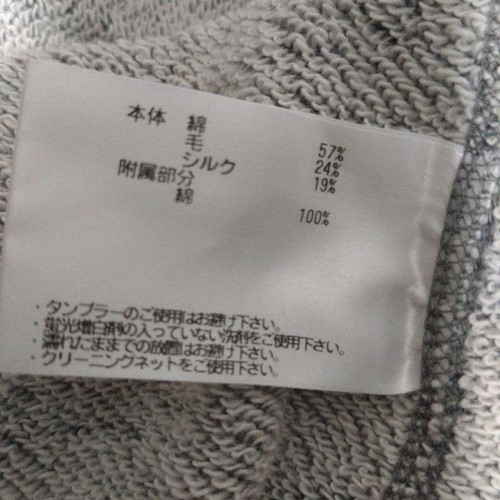 本体 綿 57%
毛 24%
シルク 19%
附属部分
綿 100%
・タンブラーのご使用はお避け下さい。
・蛍光増白剤の入っていない洗剤をご使用下さい。
・濡れたままでの放置はお避け下さい。
・クリーニングネットをご使用下さい。